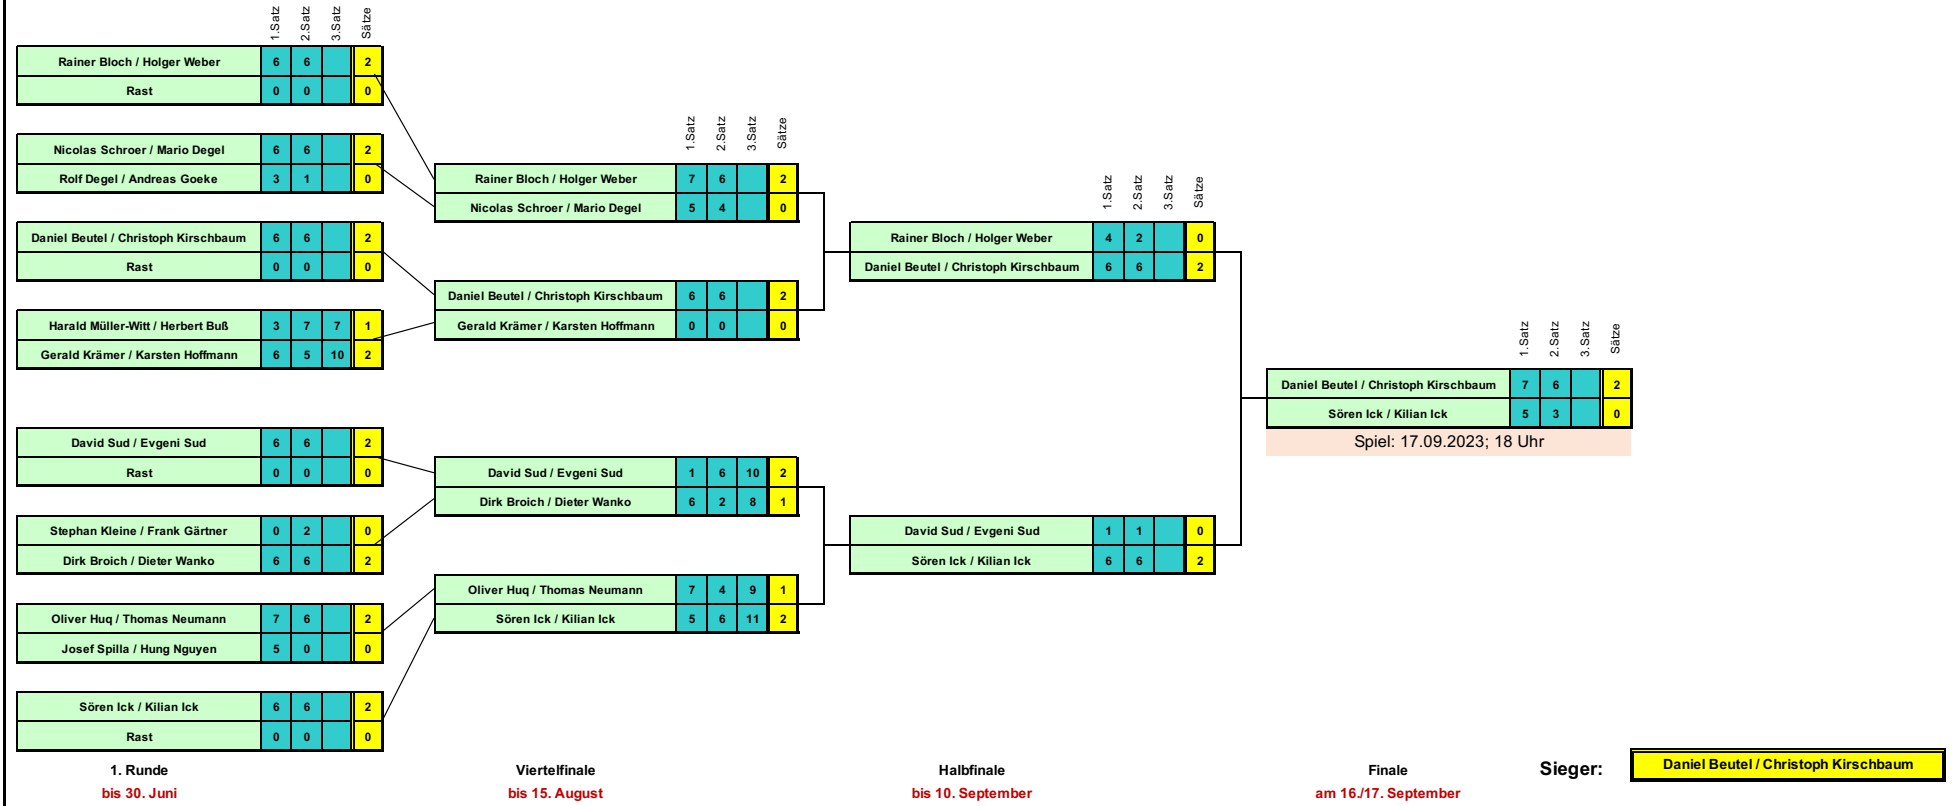 1.Satz 2.Satz 3.Satz Sätze
Rainer Bloch / Holger Weber 6 6 2
Rast 0 0 0
Nicolas Schroer / Mario Degel 6 6 2
Rolf Degel / Andreas Goeke 3 1 0
Daniel Beutel / Christoph Kirschbaum 6 6 2
Rast 0 0 0
Harald Müller-Witt / Herbert Buß 3 7 7 1
Gerald Krämer / Karsten Hoffmann 6 5 10 2
David Sud / Evgeni Sud 6 6 2
Rast 0 0 0
Stephan Kleine / Frank Gärtner 0 2 0
Dirk Broich / Dieter Wanko 6 6 2
Oliver Huq / Thomas Neumann 7 6 2
Josef Spilla / Hung Nguyen 5 0 0
Sören Ick / Kilian Ick 6 6 2
Rast 0 0 0
1. Runde
bis 30. Juni
1.Satz 2.Satz 3.Satz Sätze
Rainer Bloch / Holger Weber 7 6 2
Nicolas Schroer / Mario Degel 5 4 0
Daniel Beutel / Christoph Kirschbaum 6 6 2
Gerald Krämer / Karsten Hoffmann 0 0 0
David Sud / Evgeni Sud 1 6 10 2
Dirk Broich / Dieter Wanko 6 2 8 1
Oliver Huq / Thomas Neumann 7 4 9 1
Sören Ick / Kilian Ick 5 6 11 2
Viertelfinale
bis 15. August
1.Satz 2.Satz 3.Satz Sätze
Rainer Bloch / Holger Weber 4 2 0
Daniel Beutel / Christoph Kirschbaum 6 6 2
David Sud / Evgeni Sud 1 1 0
Sören Ick / Kilian Ick 6 6 2
Halbfinale
bis 10. September
1.Satz 2.Satz 3.Satz Sätze
Daniel Beutel / Christoph Kirschbaum 7 6 2
Sören Ick / Kilian Ick 5 3 0
Spiel: 17.09.2023; 18 Uhr
Finale
am 16./17. September
Sieger: Daniel Beutel / Christoph Kirschbaum